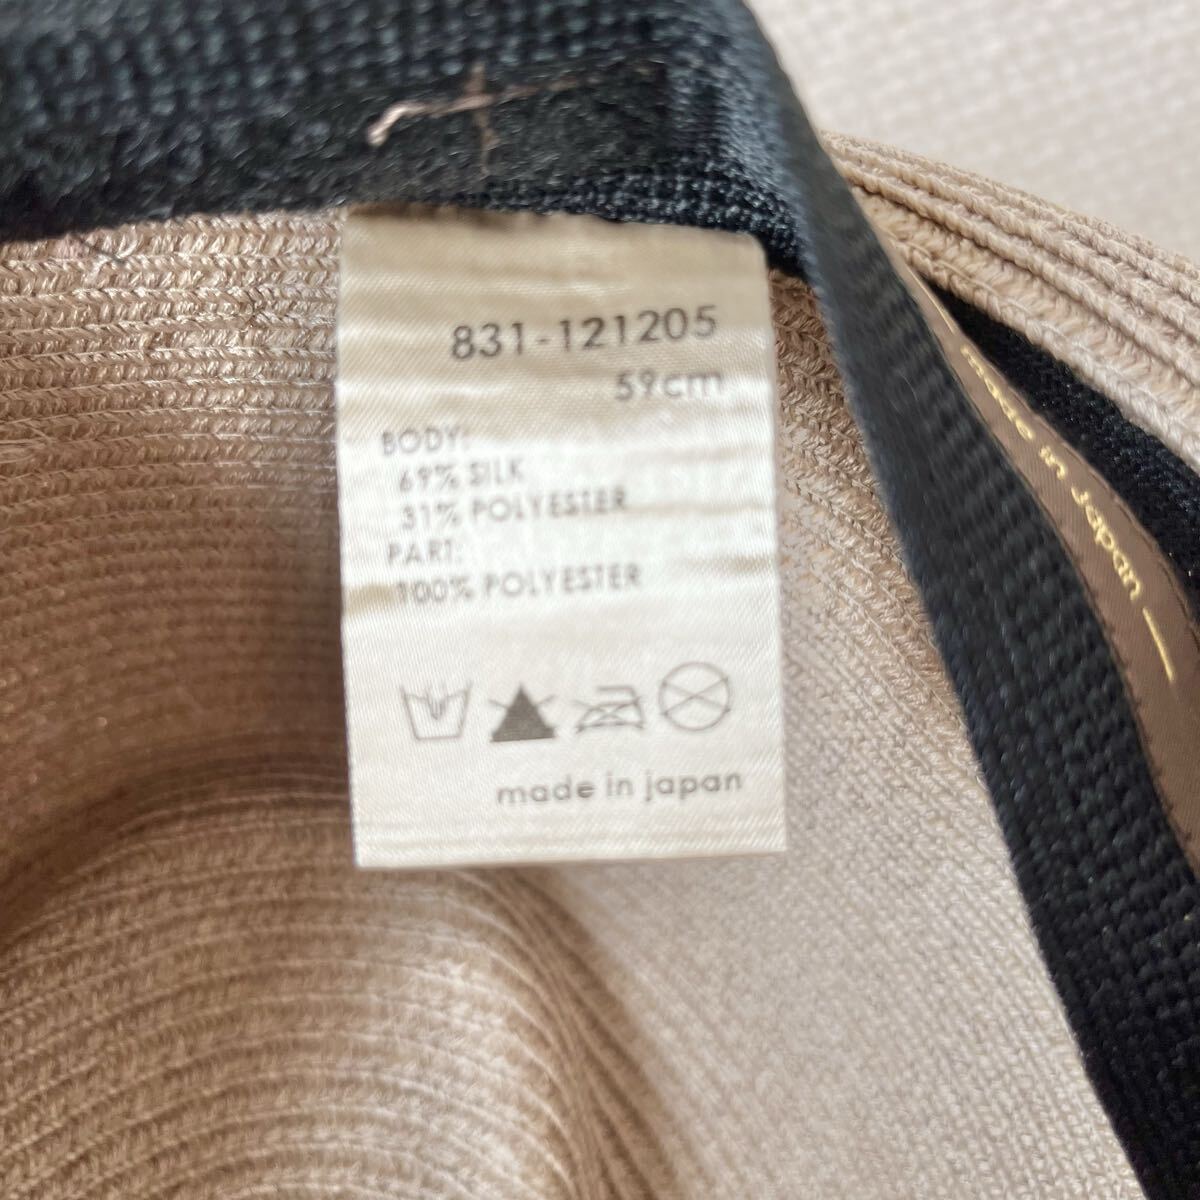 831-121205
59cm
BODY:
69% SILK
31% POLYESTER
PART:
100% POLYESTER
made in japan
made in Japan —